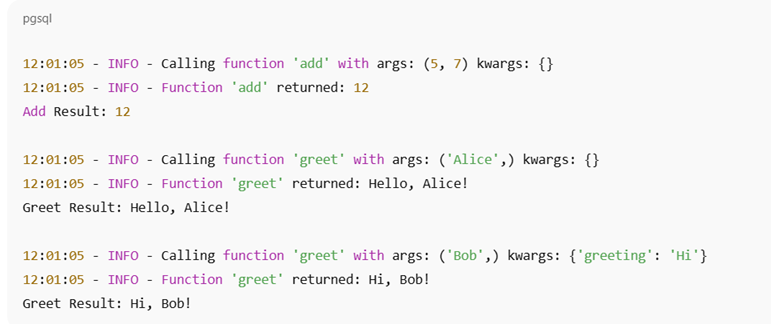 pgsql
12:01:05 - INFO - Calling function 'add' with args: (5, 7) kwargs: {}
12:01:05 - INFO - Function 'add' returned: 12
Add Result: 12
12:01:05 - INFO - Calling function 'greet' with args: ('Alice',) kwargs: {}
12:01:05 - INFO - Function 'greet' returned: Hello, Alice!
Greet Result: Hello, Alice!
12:01:05 - INFO - Calling function 'greet' with args: ('Bob',) kwargs: {'greeting': 'Hi'}
12:01:05 - INFO - Function 'greet' returned: Hi, Bob!
Greet Result: Hi, Bob!